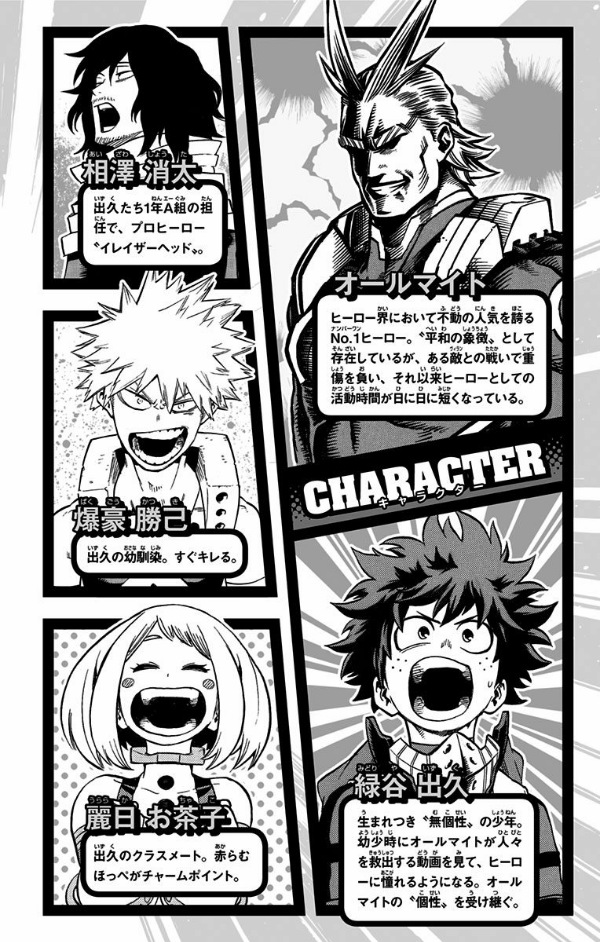 オールマイト
ヒーロー界において不動の人気を誇る
No.1ヒーロー。〝平和の象徴〟として
存在しているが、ある敵との戦いで重
傷を負い、それ以来ヒーローとしての
活動時間が日に日に短くなっている。
CHARACTER
キャラクター
緑谷 出久
生まれつき〝無個性〟の少年。
幼少時にオールマイトが人々
を救出する動画を見て、ヒーロ
ーに憧れるようになる。オール
マイトの〝個性〟を受け継ぐ。
相澤 消太
出久たち1年A組の担
任で、プロヒーロー
〝イレイザーヘッド〟。
爆豪 勝己
出久の幼馴染。すぐキレる。
麗日 お茶子
出久のクラスメート。赤らむ
ほっぺがチャームポイント。